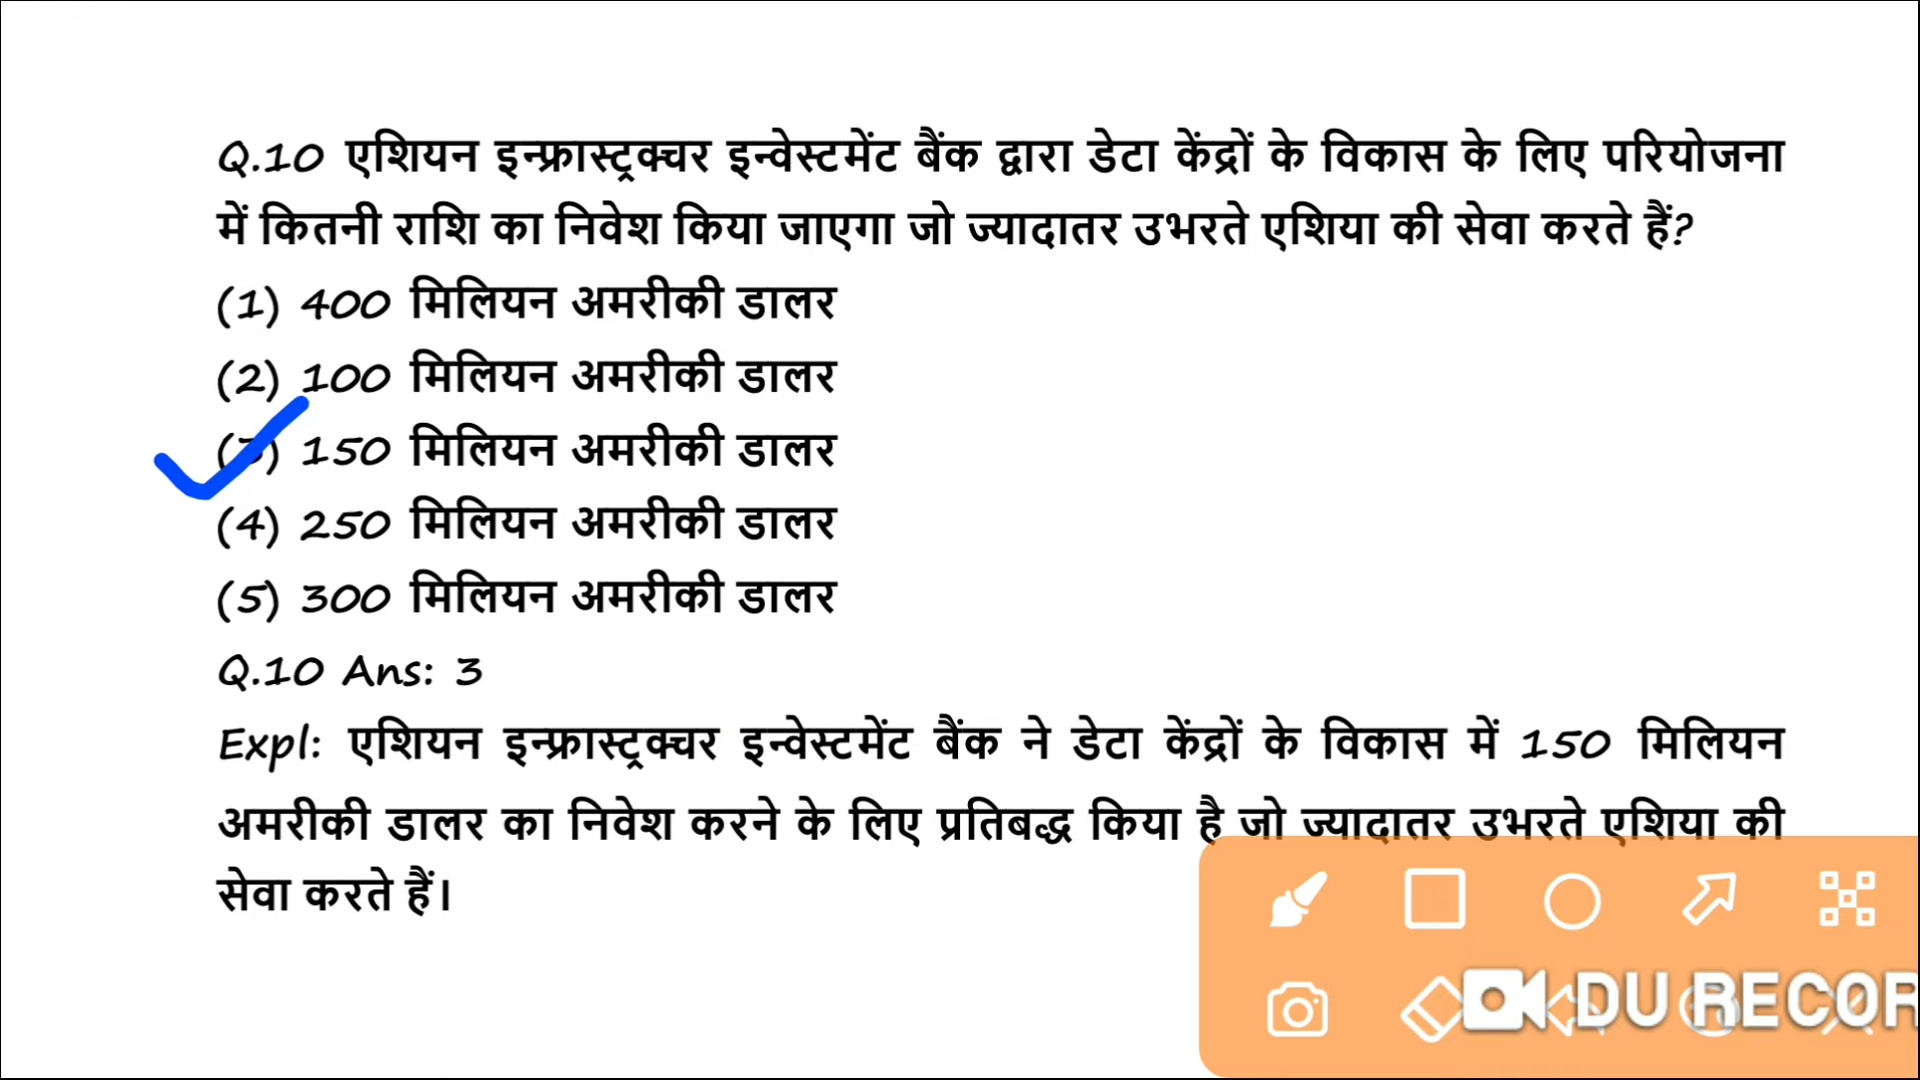 Q.10 एशियन इन्फ्रास्ट्रक्चर इन्वेस्टमेंट बैंक द्वारा डेटा केंद्रों के विकास के लिए परियोजना
में कितनी राशि का निवेश किया जाएगा जो ज्यादातर उभरते एशिया की सेवा करते हैं?
(1) 400 मिलियन अमरीकी डालर
(2) 100 मिलियन अमरीकी डालर
(3) 150 मिलियन अमरीकी डालर
(4) 250 मिलियन अमरीकी डालर
(5) 300 मिलियन अमरीकी डालर
Q.10 Ans: 3
Expl: एशियन इन्फ्रास्ट्रक्चर इन्वेस्टमेंट बैंक ने डेटा केंद्रों के विकास में 150 मिलियन
अमरीकी डालर का निवेश करने के लिए प्रतिबद्ध किया है जो ज्यादातर उभरते एशिया की
सेवा करते हैं।
DU RECOR